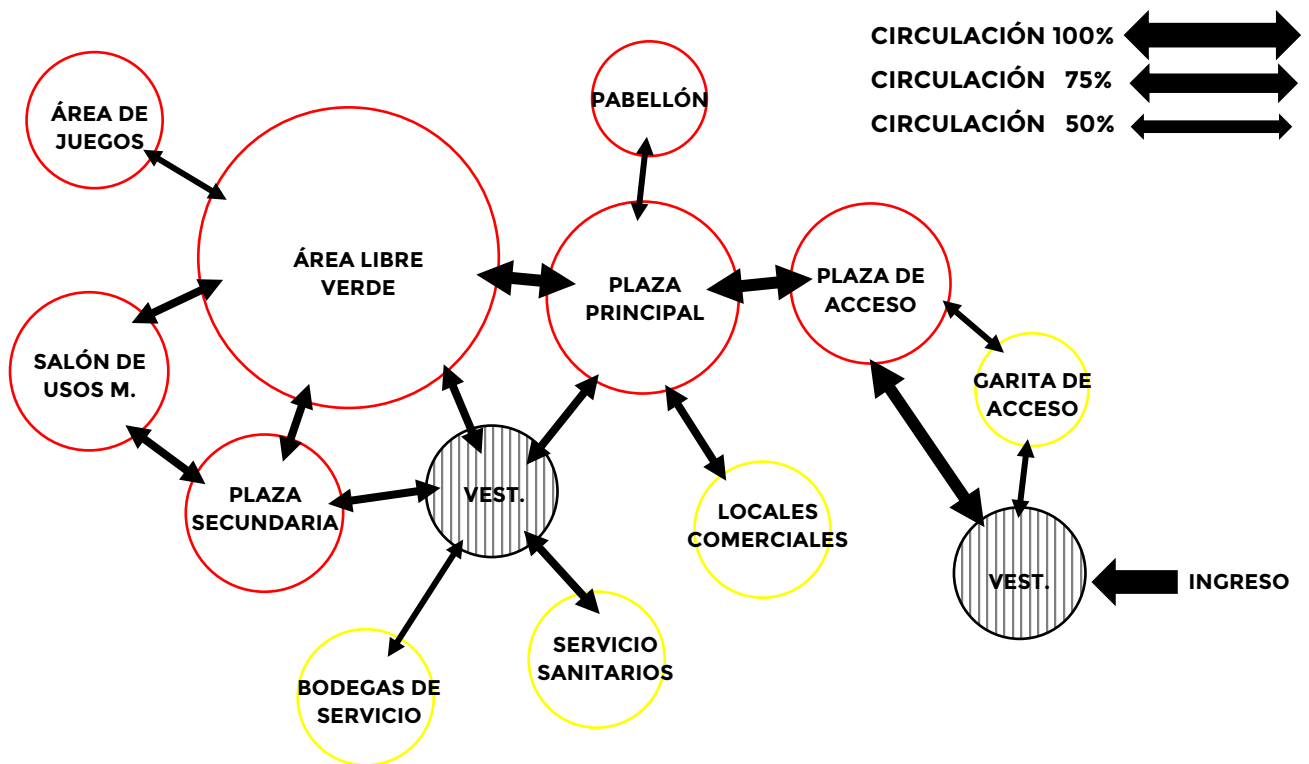 CIRCULACIÓN 100%
CIRCULACIÓN 75%
CIRCULACIÓN 50%
PABELLÓN
ÁREA DE
JUEGOS
ÁREA LIBRE
VERDE
PLAZA
PRINCIPAL
PLAZA DE
ACCESO
SALÓN DE
USOS M.
GARITA DE
ACCESO
PLAZA
SECUNDARIA
VEST.
LOCALES
COMERCIALES
VEST.
INGRESO
SERVICIO
SANITARIOS
BODEGAS DE
SERVICIO